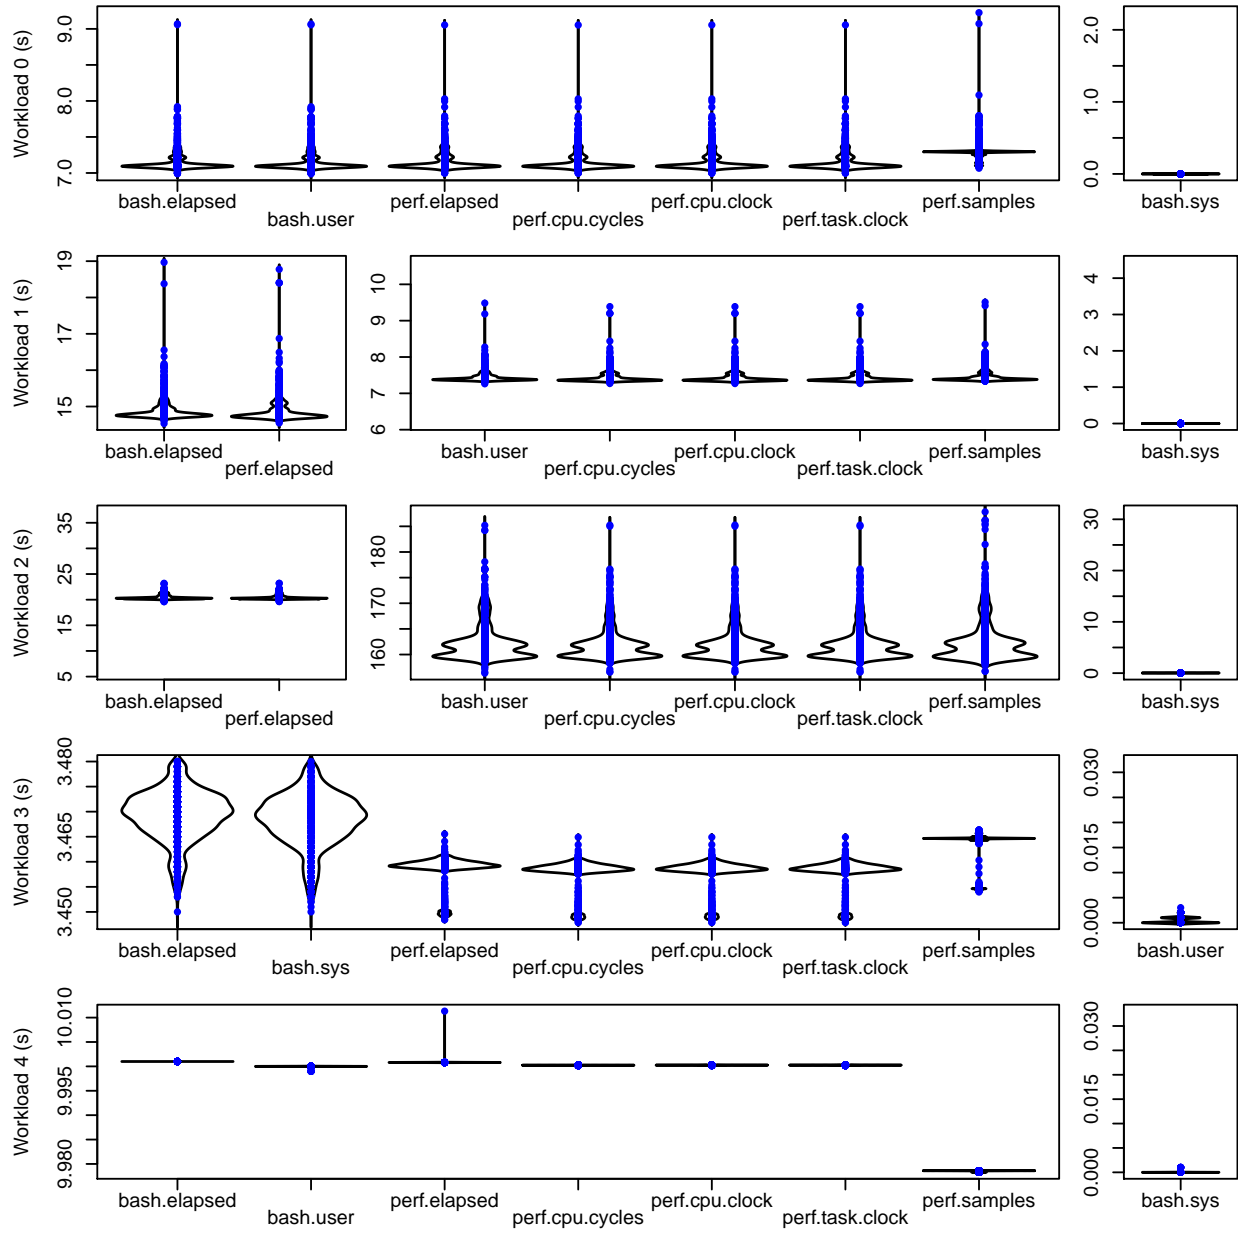 Workload 0 (s)
7.0 8.0 9.0
bash.elapsed
bash.user
perf.elapsed
perf.cpu.cycles
perf.cpu.clock
perf.task.clock
perf.samples
0.0 1.0 2.0
bash.sys
Workload 1 (s)
15 17 19
bash.elapsed
perf.elapsed
6 7 8 9 10
bash.user
perf.cpu.cycles
perf.cpu.clock
perf.task.clock
perf.samples
0 1 2 3 4
bash.sys
Workload 2 (s)
5 15 25 35
bash.elapsed
perf.elapsed
160 170 180
bash.user
perf.cpu.cycles
perf.cpu.clock
perf.task.clock
perf.samples
0 10 20 30
bash.sys
Workload 3 (s)
3.450 3.465 3.480
bash.elapsed
bash.sys
perf.elapsed
perf.cpu.cycles
perf.cpu.clock
perf.task.clock
perf.samples
0.000 0.015 0.030
bash.user
Workload 4 (s)
9.980 9.995 10.010
bash.elapsed
bash.user
perf.elapsed
perf.cpu.cycles
perf.cpu.clock
perf.task.clock
perf.samples
0.000 0.015 0.030
bash.sys